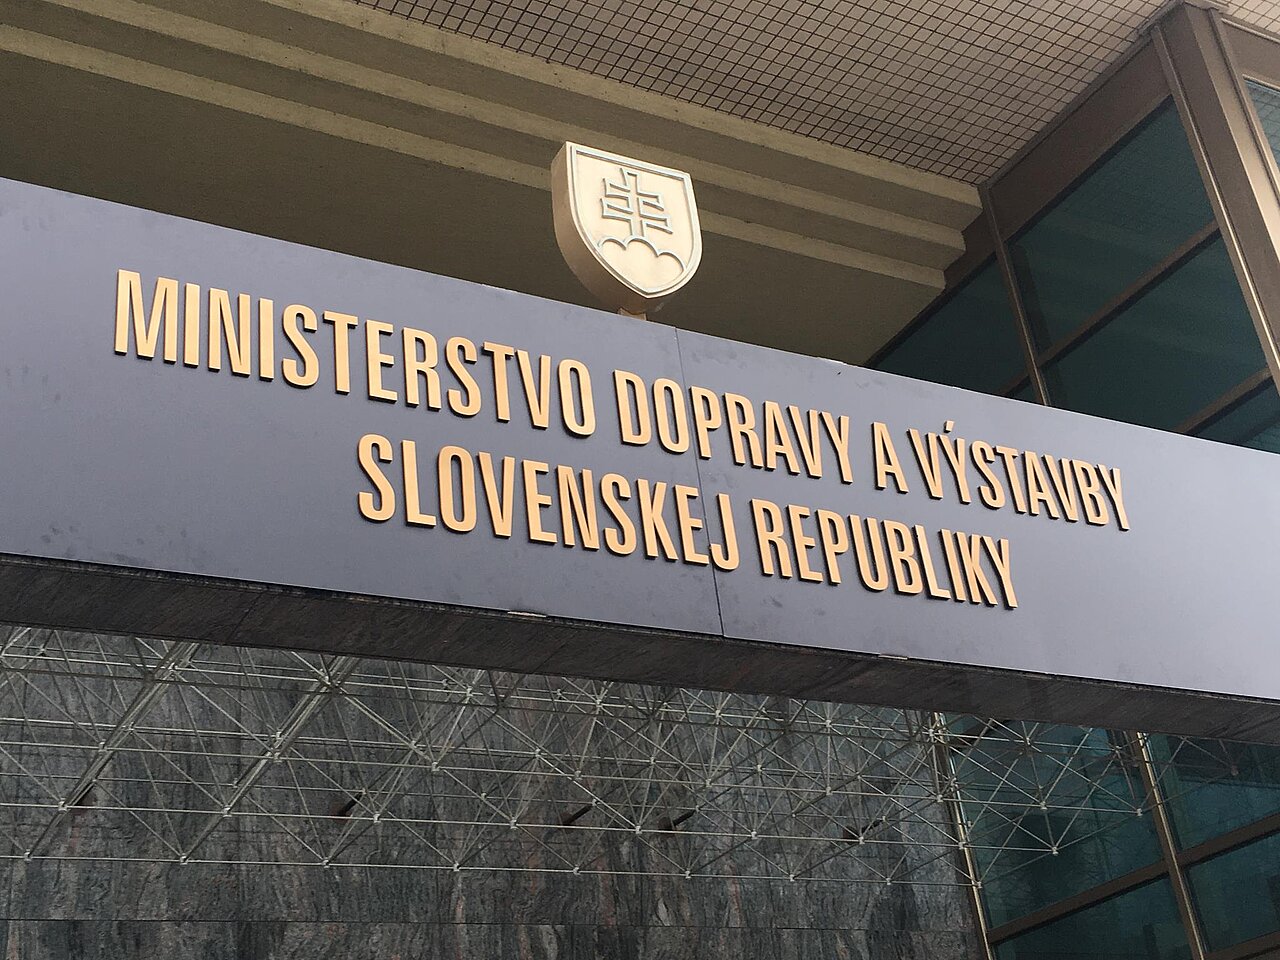 MINISTERSTVO DOPRAVY A VÝSTAVBY
SLOVENSKEJ REPUBLIKY